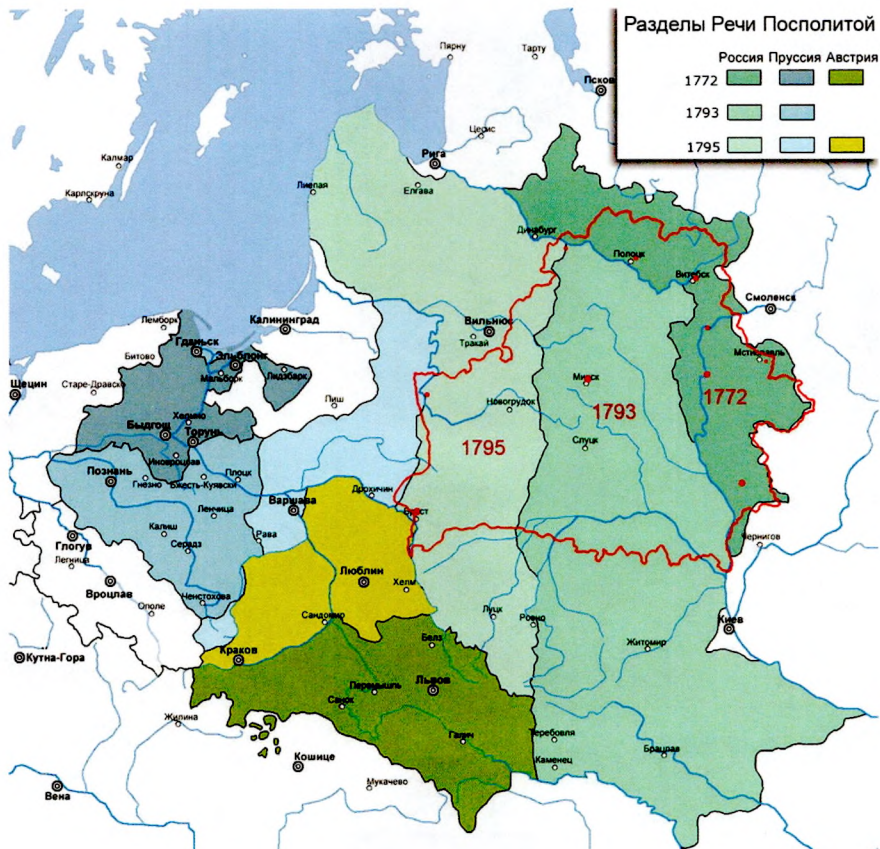 Разделы Речи Посполитой
Россия Пруссия Австрия
1772
1793
1795
Пярну
Тарту
Псков
Цесис
Рига
Калмар
Карлскруна
Лиепая
Елгава
Динабург
Полоцк
Витебск
Смоленск
Лемборк
Калининград
Вильнюс
Тракай
Гданьск
Битово
Эльблонг
Мальборк
Лидзбарк
Мстиславль
Щецин
Старе-Дравско
Пиш
Минск
Новогрудок
1793
1772
Хелмно
Быдгощ
Торунь
Слуцк
1795
Иновроцлав
Познань
Гнезно
Бжесть-Куявски
Плоцк
Дрохичин
Варшава
Ленчица
Брест
Калиш
Рава
Глогув
Серадз
Чернигов
Легница
Люблин
Вроцлав
Хелм
Ченстохова
Ополе
Сандомир
Луцк
Ровно
Киев
Белз
Житомир
Кутна-Гора
Краков
Перемышль
Львов
Санок
Жилина
Галич
Теребовля
Брацлав
Кошице
Каменец
Мукачево
Вена